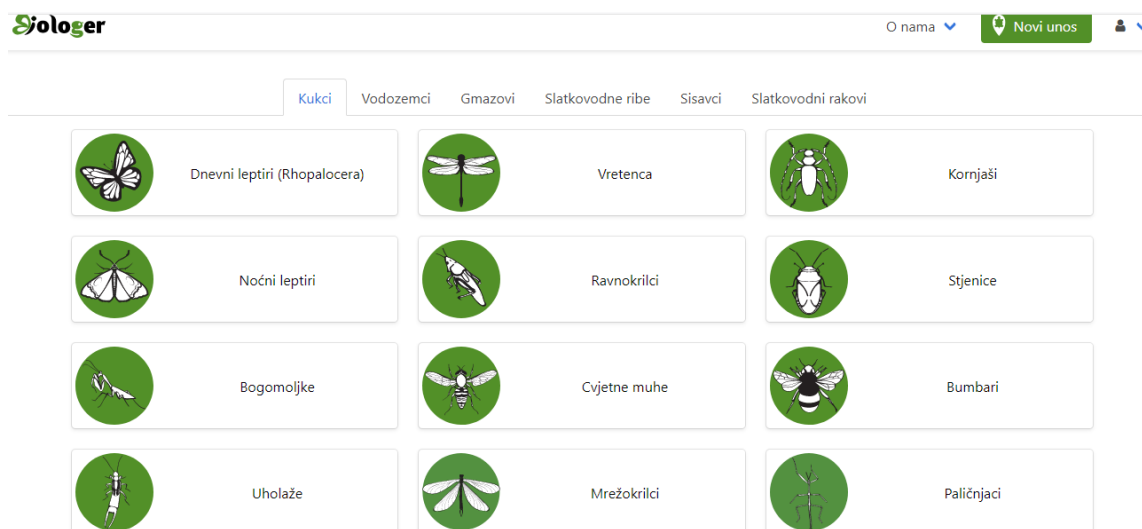 Biologer
O nama
Novi unos
Kukci Vodozemci Gmazovi Slatkovodne ribe Sisavci Slatkovodni rakovi
Dnevni leptiri (Rhopalocera) Vretenca Kornjaši
Noćni leptiri Ravnokrilci Stjenice
Bogomoljke Cvjetne muhe Bumbari
Uholaže Mrežokrilci Paličnjaci